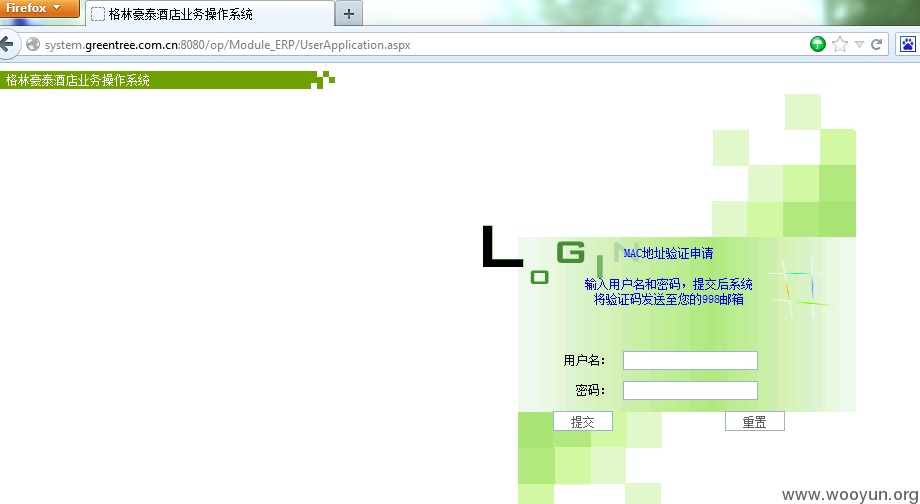 Firefox
格林豪泰酒店业务操作系统
system.greentree.com.cn:8080/op/Module_ERP/UserApplication.aspx
格林豪泰酒店业务操作系统
LOGIN
MAC地址验证申请
输入用户名和密码，提交后系统
将验证码发送至您的998邮箱
用户名：
密码：
提交
重置
www.wooyun.org